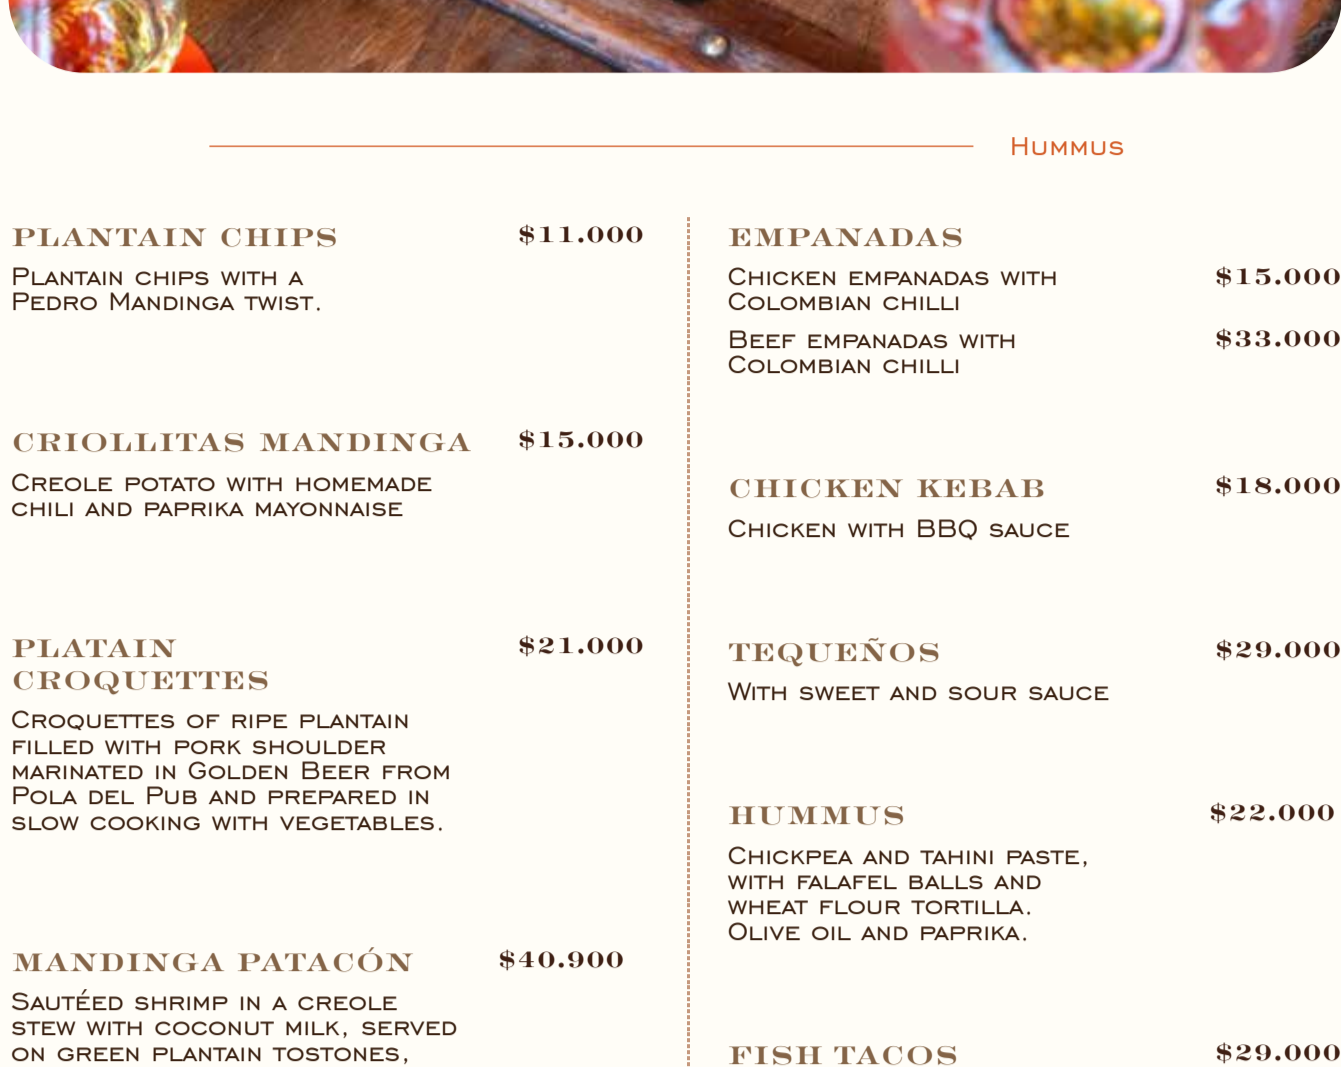 Hummus
PLANTAIN CHIPS $11.000
Plantain chips with a
Pedro Mandinga twist.
CRIOLLITAS MANDINGA $15.000
Creole potato with homemade
chili and paprika mayonnaise
PLATAIN $21.000
CROQUETTES
Croquettes of ripe plantain
filled with pork shoulder
marinated in Golden Beer from
Pola del Pub and prepared in
slow cooking with vegetables.
MANDINGA PATACÓN $40.900
Sautéed shrimp in a creole
stew with coconut milk, served
on green plantain tostones,
EMPANADAS
Chicken empanadas with $15.000
Colombian chilli
Beef empanadas with $33.000
Colombian chilli
CHICKEN KEBAB $18.000
Chicken with BBQ sauce
TEQUEÑOS $29.000
With sweet and sour sauce
HUMMUS $22.000
Chickpea and tahini paste,
with falafel balls and
wheat flour tortilla.
Olive oil and paprika.
FISH TACOS $29.000